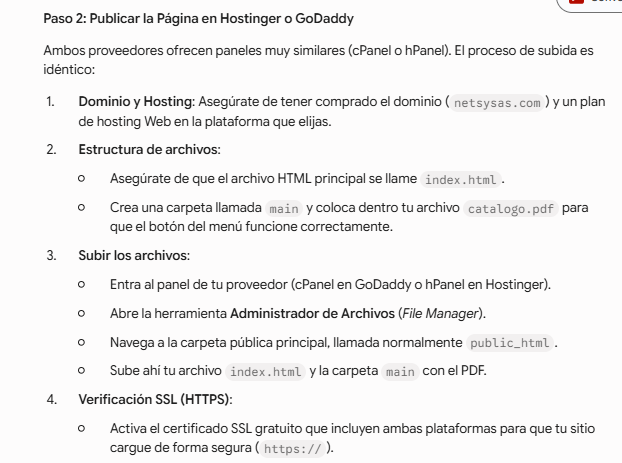 Paso 2: Publicar la Página en Hostinger o GoDaddy
Ambos proveedores ofrecen paneles muy similares (cPanel o hPanel). El proceso de subida es
idéntico:
1. Dominio y Hosting: Asegúrate de tener comprado el dominio ( netsysas.com ) y un plan
de hosting Web en la plataforma que elijas.
2. Estructura de archivos:
o Asegúrate de que el archivo HTML principal se llame index.html .
o Crea una carpeta llamada main y coloca dentro tu archivo catalogo.pdf para
que el botón del menú funcione correctamente.
3. Subir los archivos:
o Entra al panel de tu proveedor (cPanel en GoDaddy o hPanel en Hostinger).
o Abre la herramienta Administrador de Archivos (File Manager).
o Navega a la carpeta pública principal, llamada normalmente public_html .
o Sube ahí tu archivo index.html y la carpeta main con el PDF.
4. Verificación SSL (HTTPS):
o Activa el certificado SSL gratuito que incluyen ambas plataformas para que tu sitio
cargue de forma segura ( https:// ).